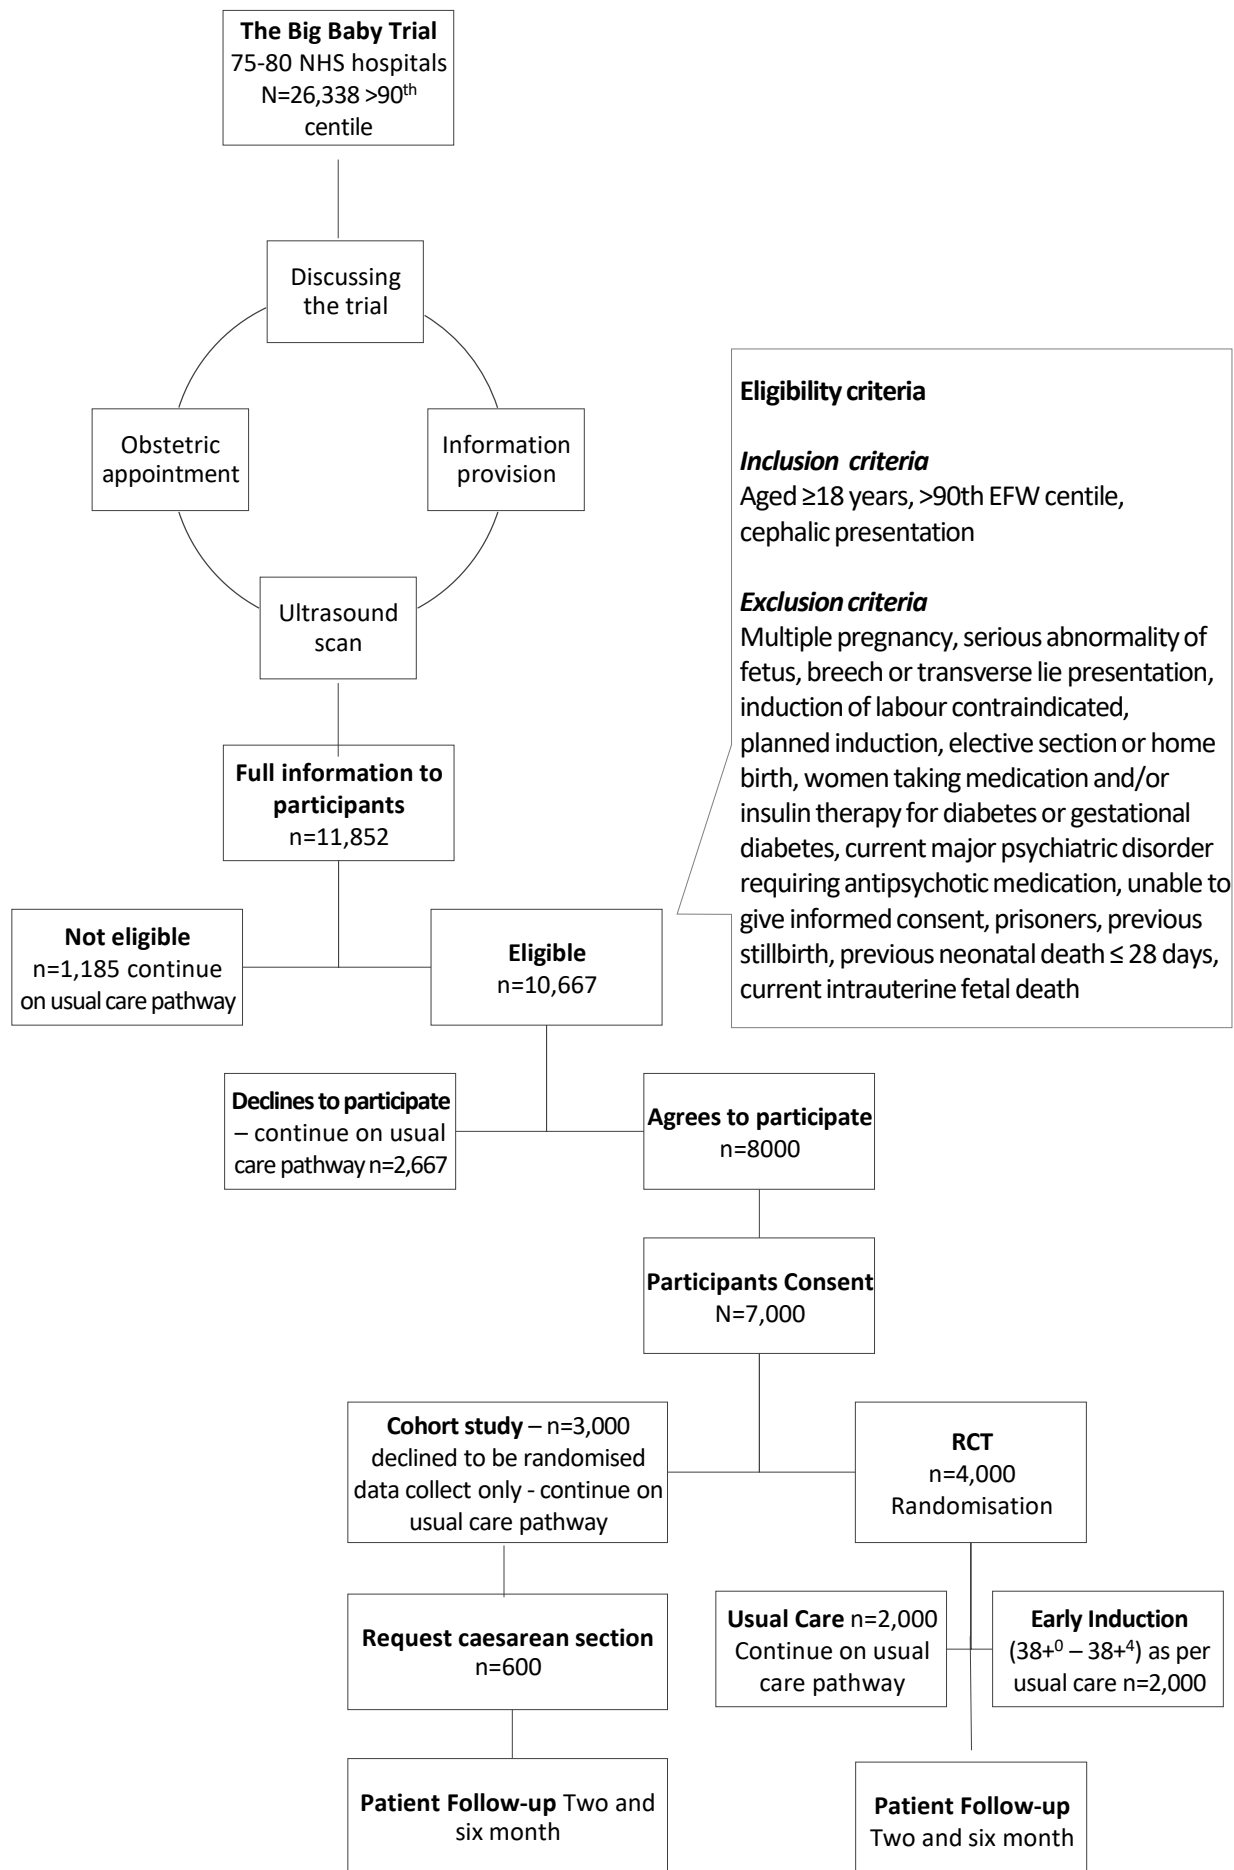 The Big Baby Trial
75-80 NHS hospitals
N=26,338 >90th
centile
Discussing
the trial
Obstetric
appointment
Information
provision
Ultrasound
scan
Eligibility criteria
Inclusion criteria
Aged ≥18 years, >90th EFW centile,
cephalic presentation
Exclusion criteria
Multiple pregnancy, serious abnormality of
fetus, breech or transverse lie presentation,
induction of labour contraindicated,
planned induction, elective section or home
birth, women taking medication and/or
insulin therapy for diabetes or gestational
diabetes, current major psychiatric disorder
requiring antipsychotic medication, unable to
give informed consent, prisoners, previous
stillbirth, previous neonatal death ≤ 28 days,
current intrauterine fetal death
Full information to
participants
n=11,852
Not eligible
n=1,185 continue
on usual care pathway
Eligible
n=10,667
Declines to participate
– continue on usual
care pathway n=2,667
Agrees to participate
n=8000
Participants Consent
N=7,000
Cohort study – n=3,000
declined to be randomised
data collect only - continue on
usual care pathway
RCT
n=4,000
Randomisation
Request caesarean section
n=600
Usual Care n=2,000
Continue on usual
care pathway
Early Induction
(38+⁰ – 38+⁴) as per
usual care n=2,000
Patient Follow-up Two and
six month
Patient Follow-up
Two and six month